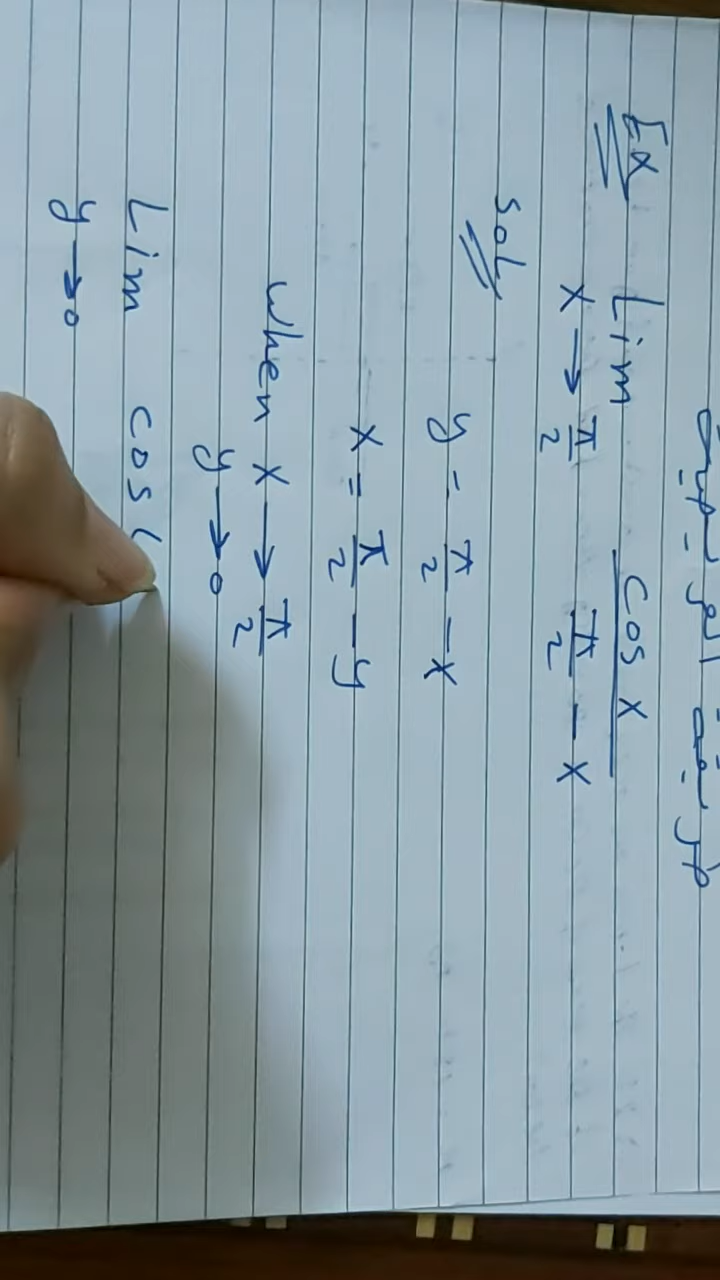 Ex Lim cos x
x → π/2 π/2 - x
Sol
y = π/2 - x
x = π/2 - y
when x → π/2
y → 0
Lim cos(
y → 0